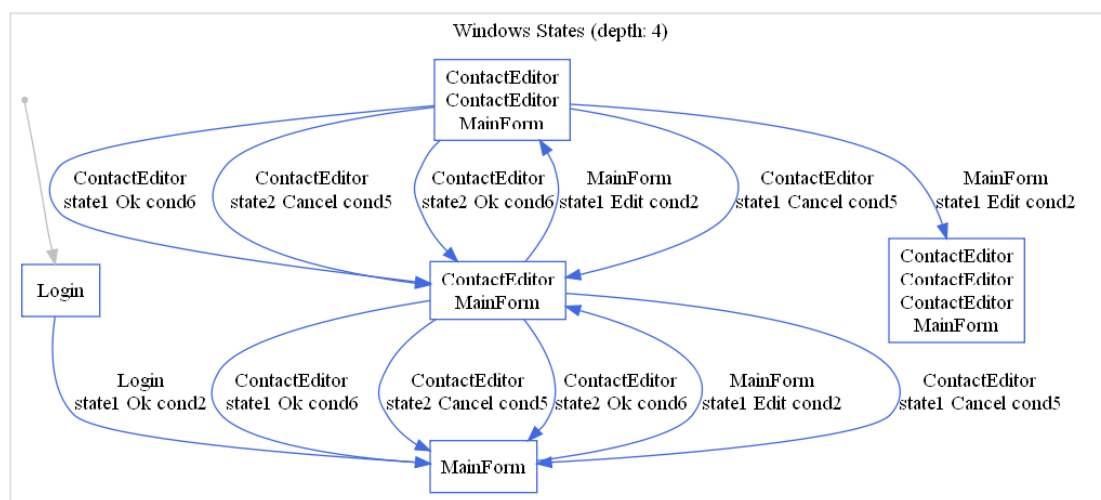 Windows States (depth: 4)
ContactEditor
ContactEditor
MainForm
ContactEditor
state1 Ok cond6
ContactEditor
state2 Cancel cond5
ContactEditor
state2 Ok cond6
MainForm
state1 Edit cond2
ContactEditor
state1 Cancel cond5
MainForm
state1 Edit cond2
Login
ContactEditor
MainForm
ContactEditor
ContactEditor
ContactEditor
MainForm
Login
state1 Ok cond2
ContactEditor
state1 Ok cond6
ContactEditor
state2 Cancel cond5
ContactEditor
state2 Ok cond6
MainForm
state1 Edit cond2
ContactEditor
state1 Cancel cond5
MainForm